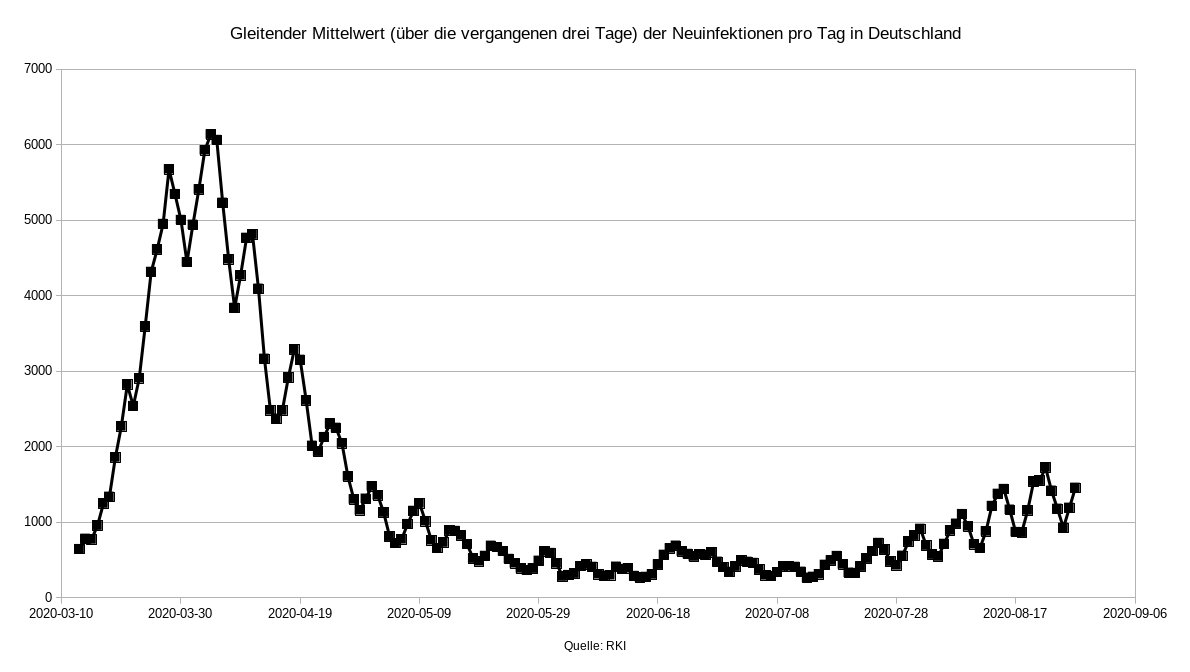 Gleitender Mittelwert (über die vergangenen drei Tage) der Neuinfektionen pro Tag in Deutschland
7000
6000
5000
4000
3000
2000
1000
0
2020-03-10 2020-03-30 2020-04-19 2020-05-09 2020-05-29 2020-06-18 2020-07-08 2020-07-28 2020-08-17 2020-09-06
Quelle: RKI